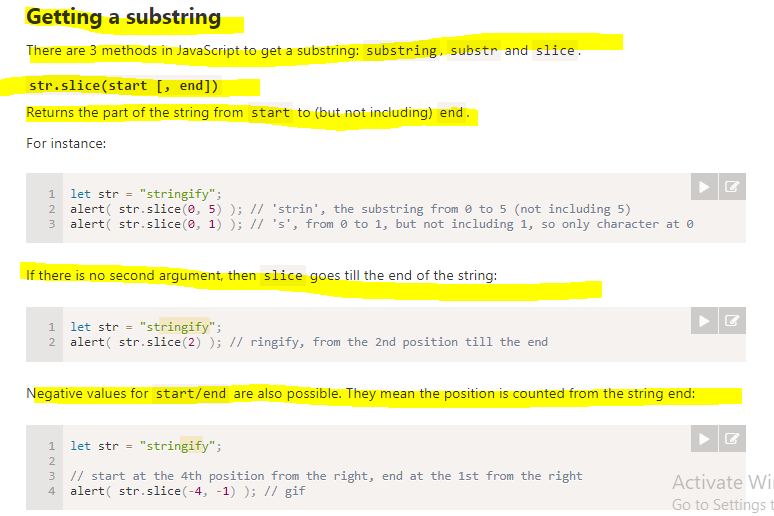 Getting a substring
There are 3 methods in JavaScript to get a substring: substring, substr and slice.
str.slice(start [, end])
Returns the part of the string from start to (but not including) end.
For instance:
1 let str = "stringify";
2 alert( str.slice(0, 5) ); // 'strin', the substring from 0 to 5 (not including 5)
3 alert( str.slice(0, 1) ); // 's', from 0 to 1, but not including 1, so only character at 0
If there is no second argument, then slice goes till the end of the string:
1 let str = "stringify";
2 alert( str.slice(2) ); // ringify, from the 2nd position till the end
Negative values for start/end are also possible. They mean the position is counted from the string end:
1 let str = "stringify";
2
3 // start at the 4th position from the right, end at the 1st from the right
4 alert( str.slice(-4, -1) ); // gif
Activate Wi
Go to Settings t